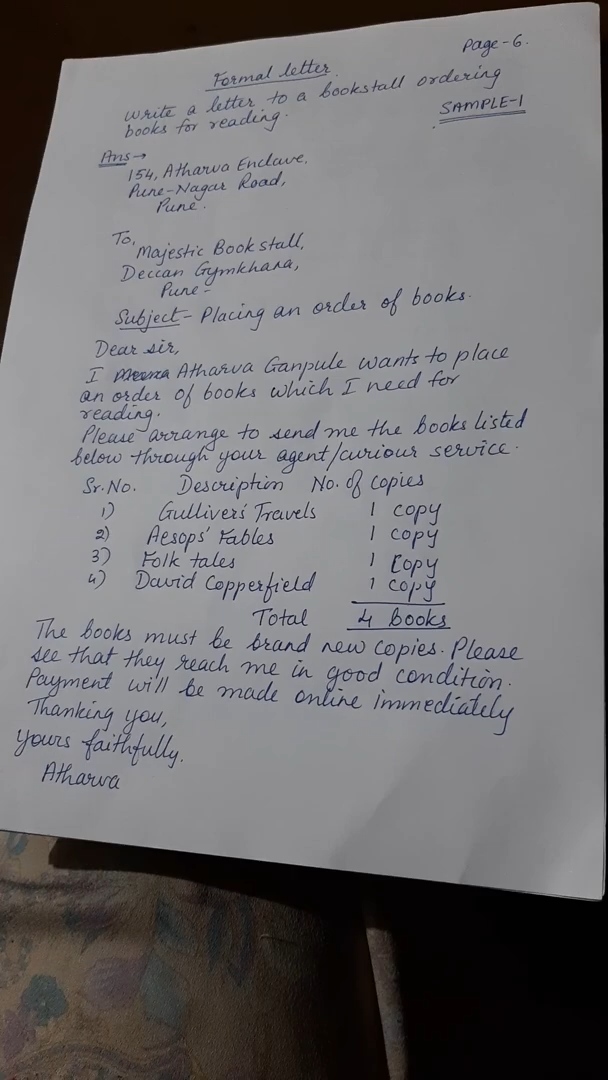 Page-6.
Formal letter.
Write a letter to a bookstall ordering
books for reading.
SAMPLE-1
Ans→
154, Atharva Enclave,
Pune-Nagar Road,
Pune.
To,
Majestic Book stall,
Deccan Gymkhana,
Pune-
Subject- Placing an order of books.
Dear sir,
I Atharva Ganpule wants to place
an order of books which I need for
reading.
Please arrange to send me the books listed
below through your agent/curious service.
Sr. No. Description No. of copies
1) Gulliver's Travels 1 copy
2) Aesops' Fables 1 copy
3) Folk tales 1 Copy
4) David Copperfield 1 copy
Total 4 books
The books must be brand new copies. Please
see that they reach me in good condition.
Payment will be made online immediately
Thanking you,
yours faithfully.
Atharva